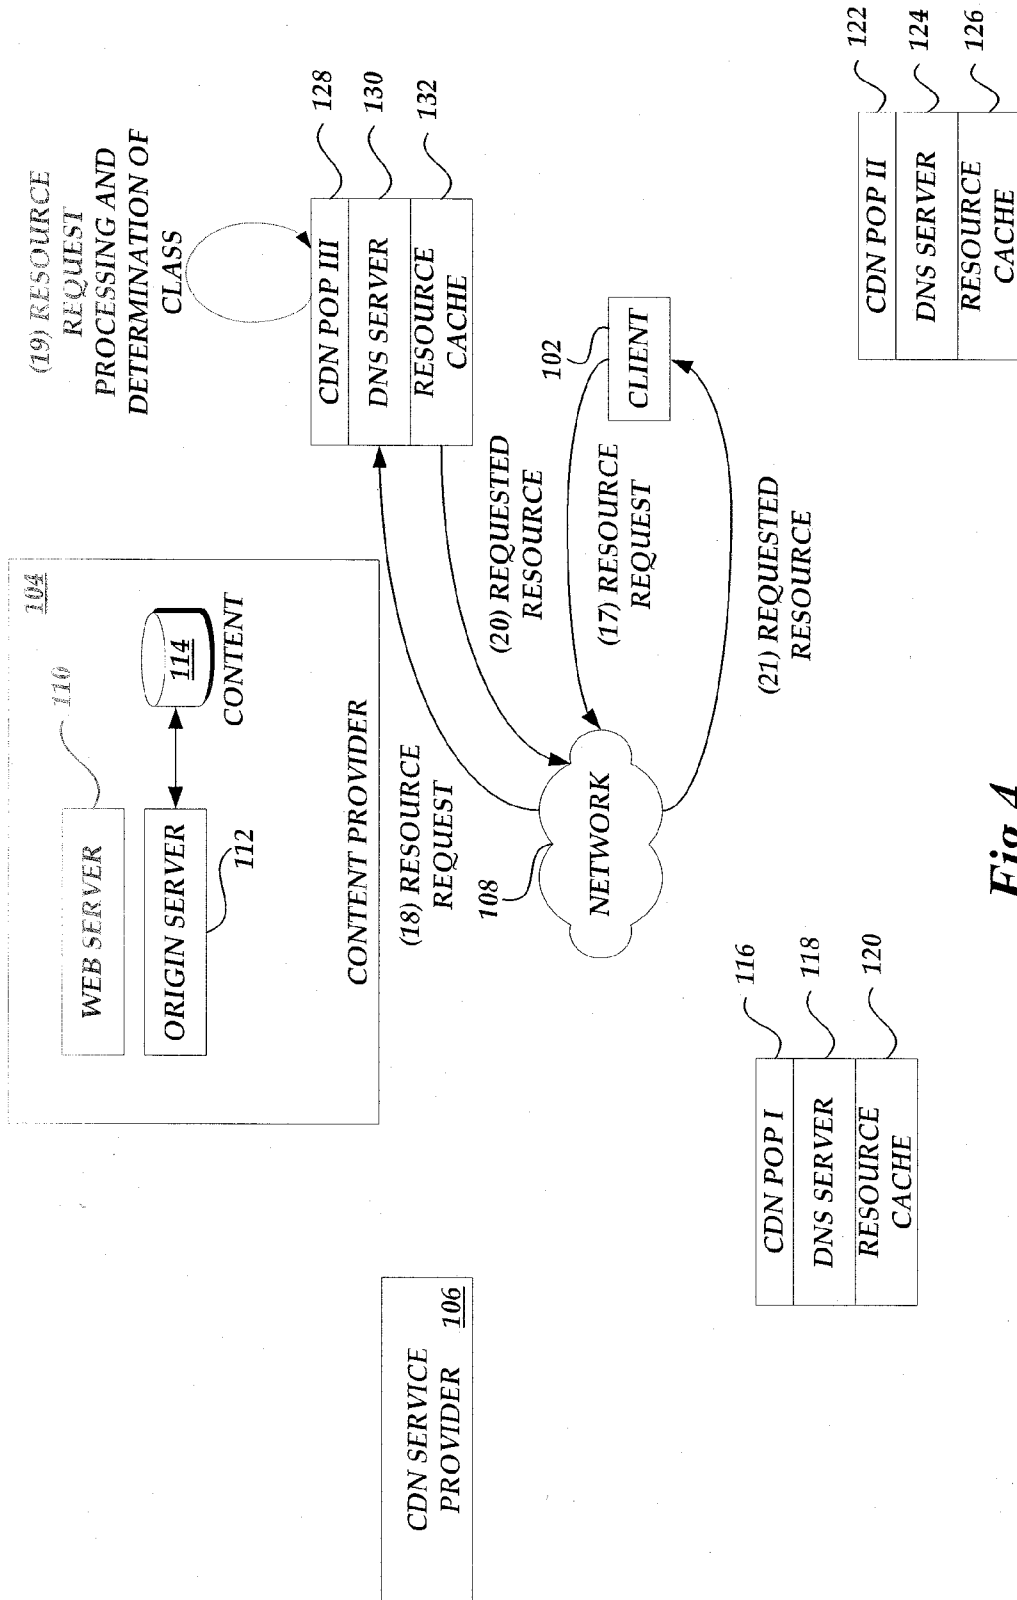 CDN SERVICE
PROVIDER
106
104
WEB SERVER
110
ORIGIN SERVER
112
114
CONTENT
CONTENT PROVIDER
(19) RESOURCE
REQUEST
PROCESSING AND
DETERMINATION OF
CLASS
CDN POP III
128
DNS SERVER
130
RESOURCE
CACHE
132
(18) RESOURCE
REQUEST
(20) REQUESTED
RESOURCE
108
NETWORK
(17) RESOURCE
REQUEST
102
CLIENT
(21) REQUESTED
RESOURCE
CDN POP I
116
DNS SERVER
118
RESOURCE
CACHE
120
CDN POP II
122
DNS SERVER
124
RESOURCE
CACHE
126
Fig.4